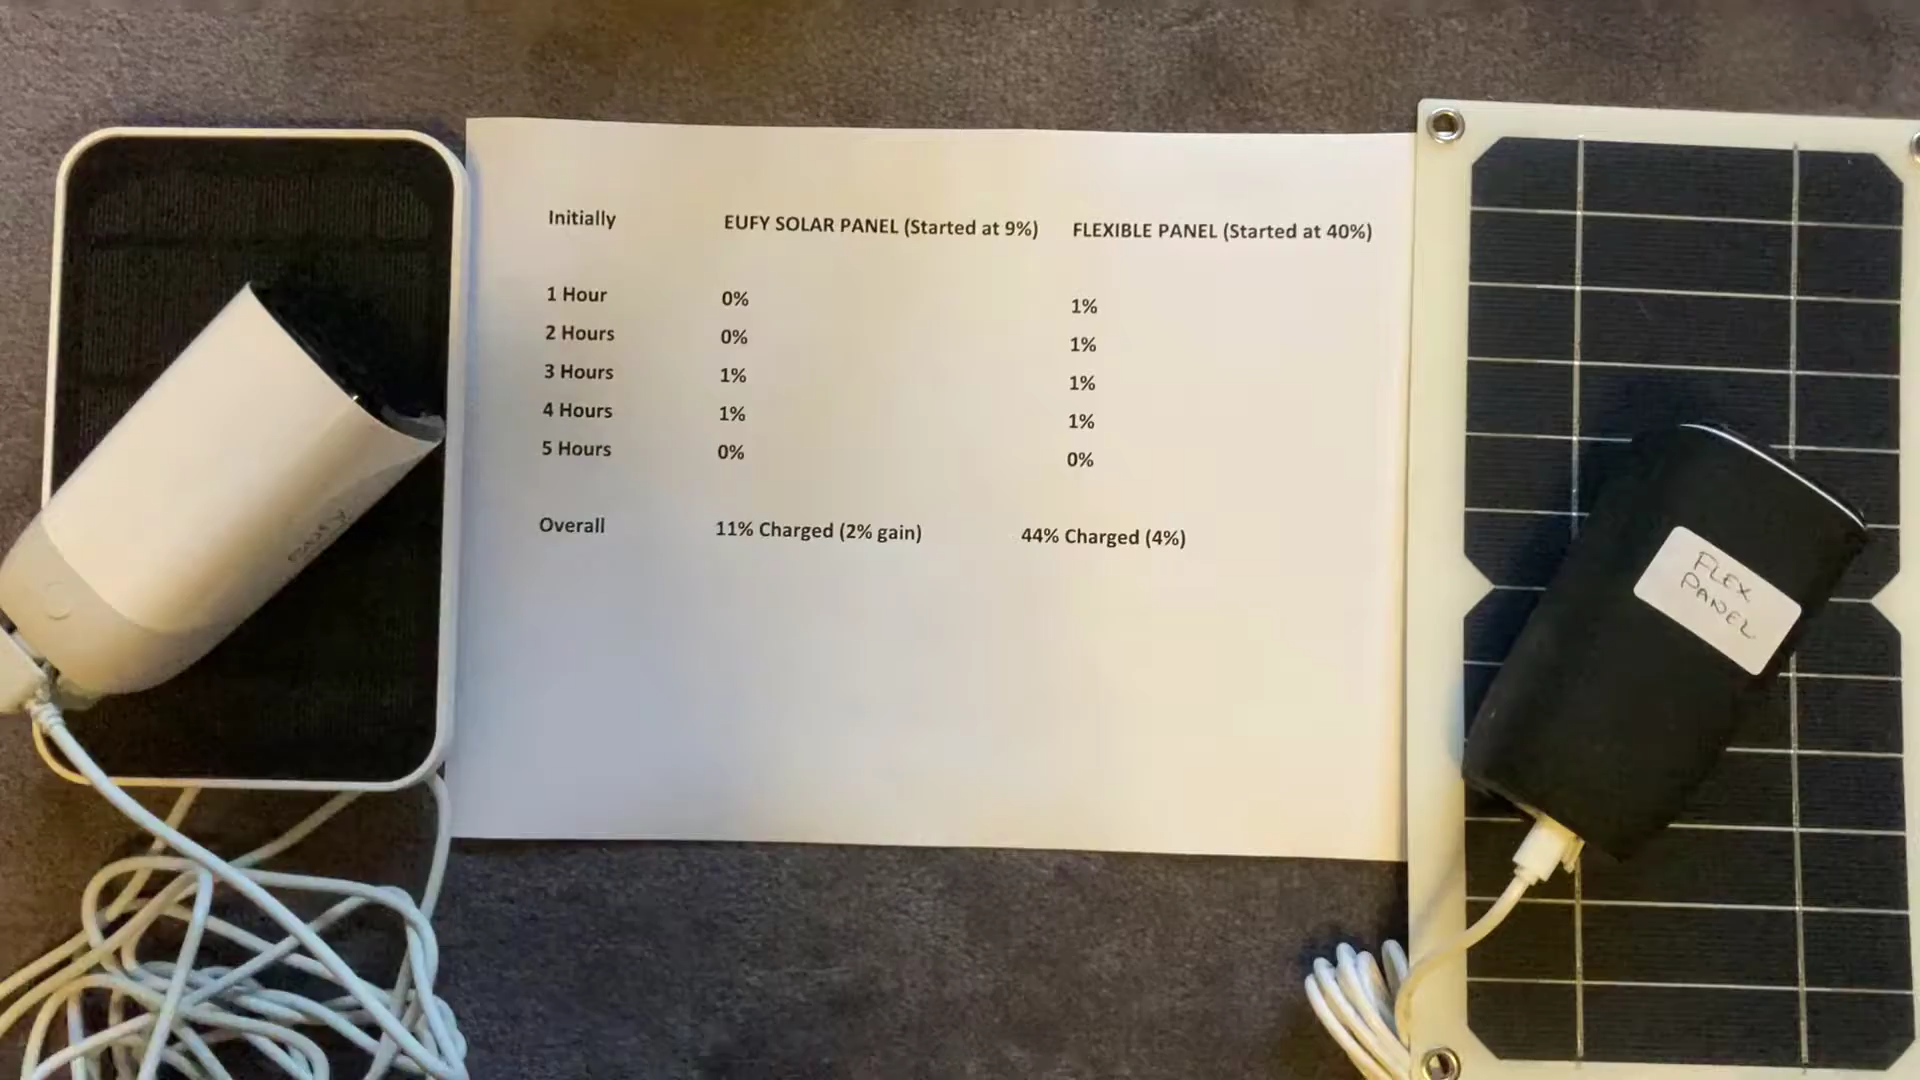 Initially EUFY SOLAR PANEL (Started at 9%) FLEXIBLE PANEL (Started at 40%)
1 Hour 0% 1%
2 Hours 0% 1%
3 Hours 1% 1%
4 Hours 1% 1%
5 Hours 0% 0%
Overall 11% Charged (2% gain) 44% Charged (4%)
FLEX
PANEL